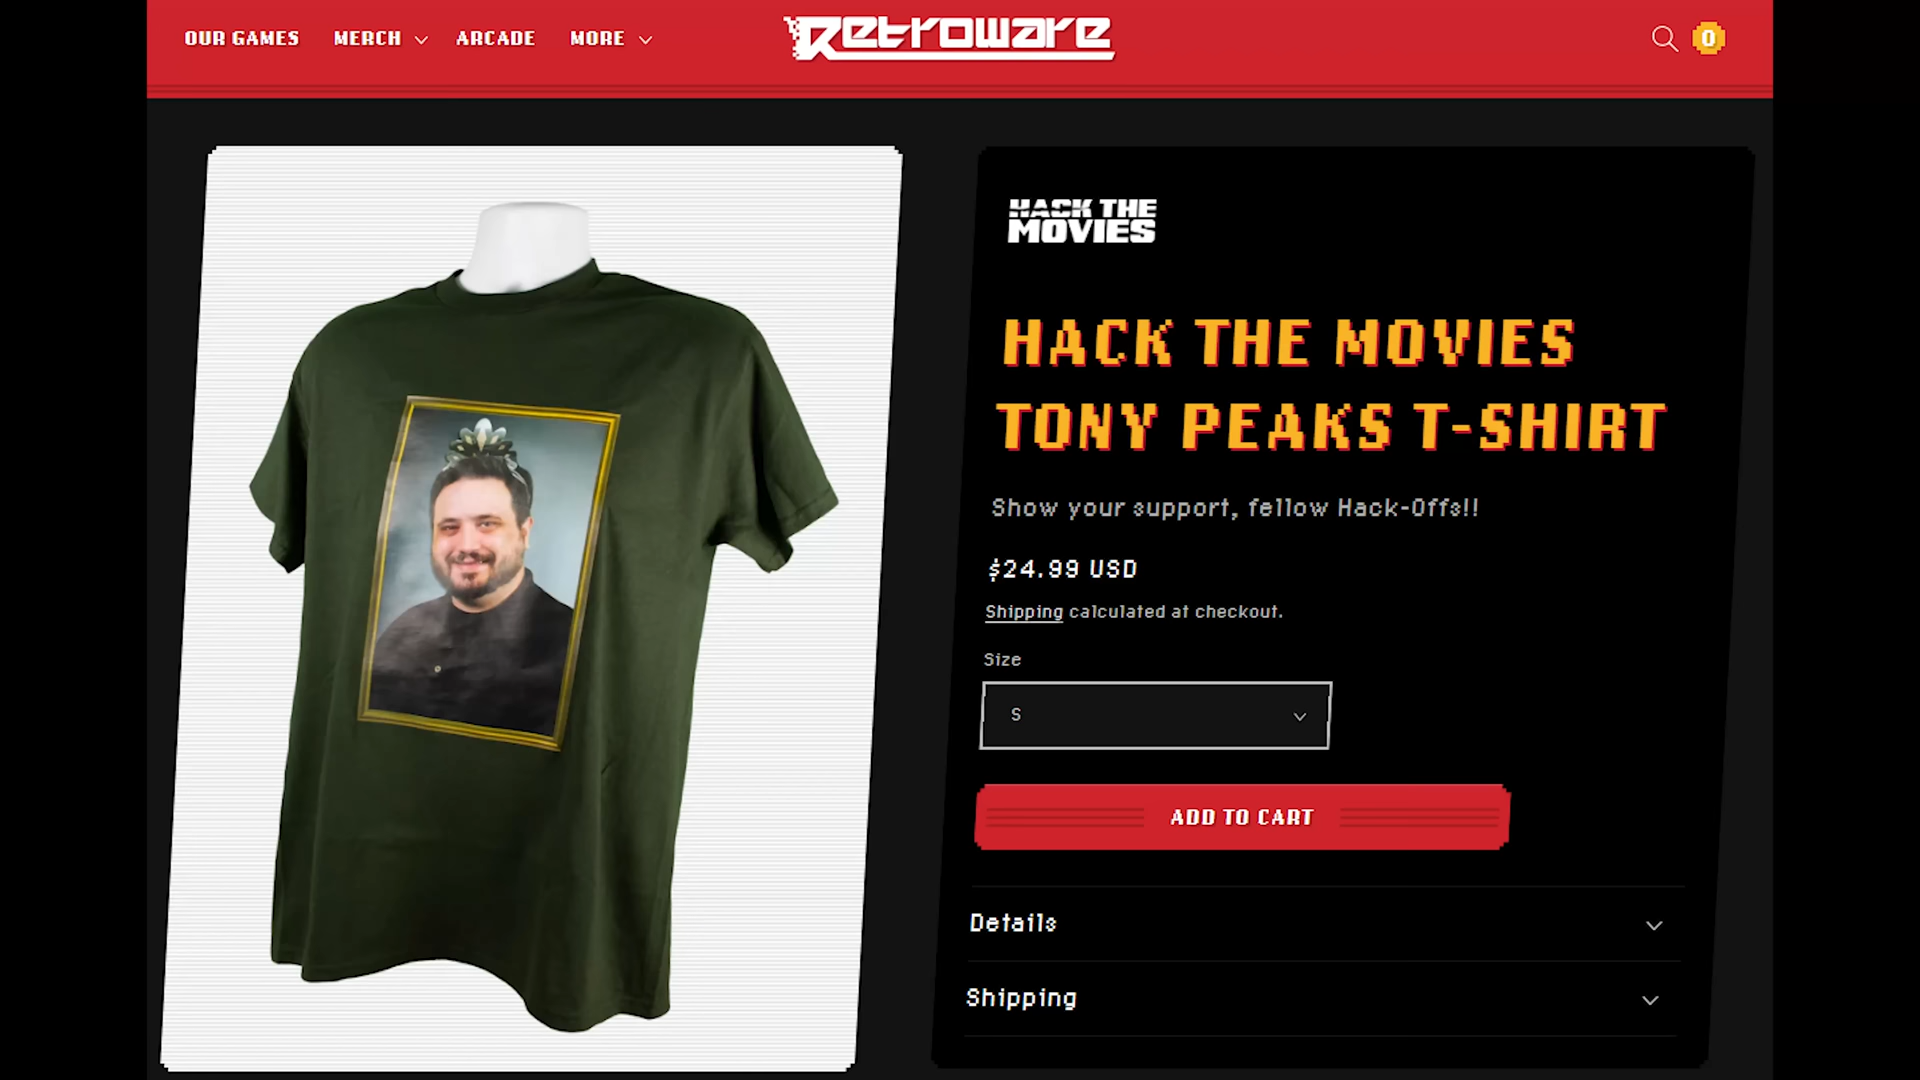 OUR GAMES MERCH ARCADE MORE Retroware 0
HACK THE
MOVIES
HACK THE MOVIES
TONY PEAKS T-SHIRT
Show your support, fellow Hack-Offs!!
$24.99 USD
Shipping calculated at checkout.
Size
S
ADD TO CART
Details
Shipping